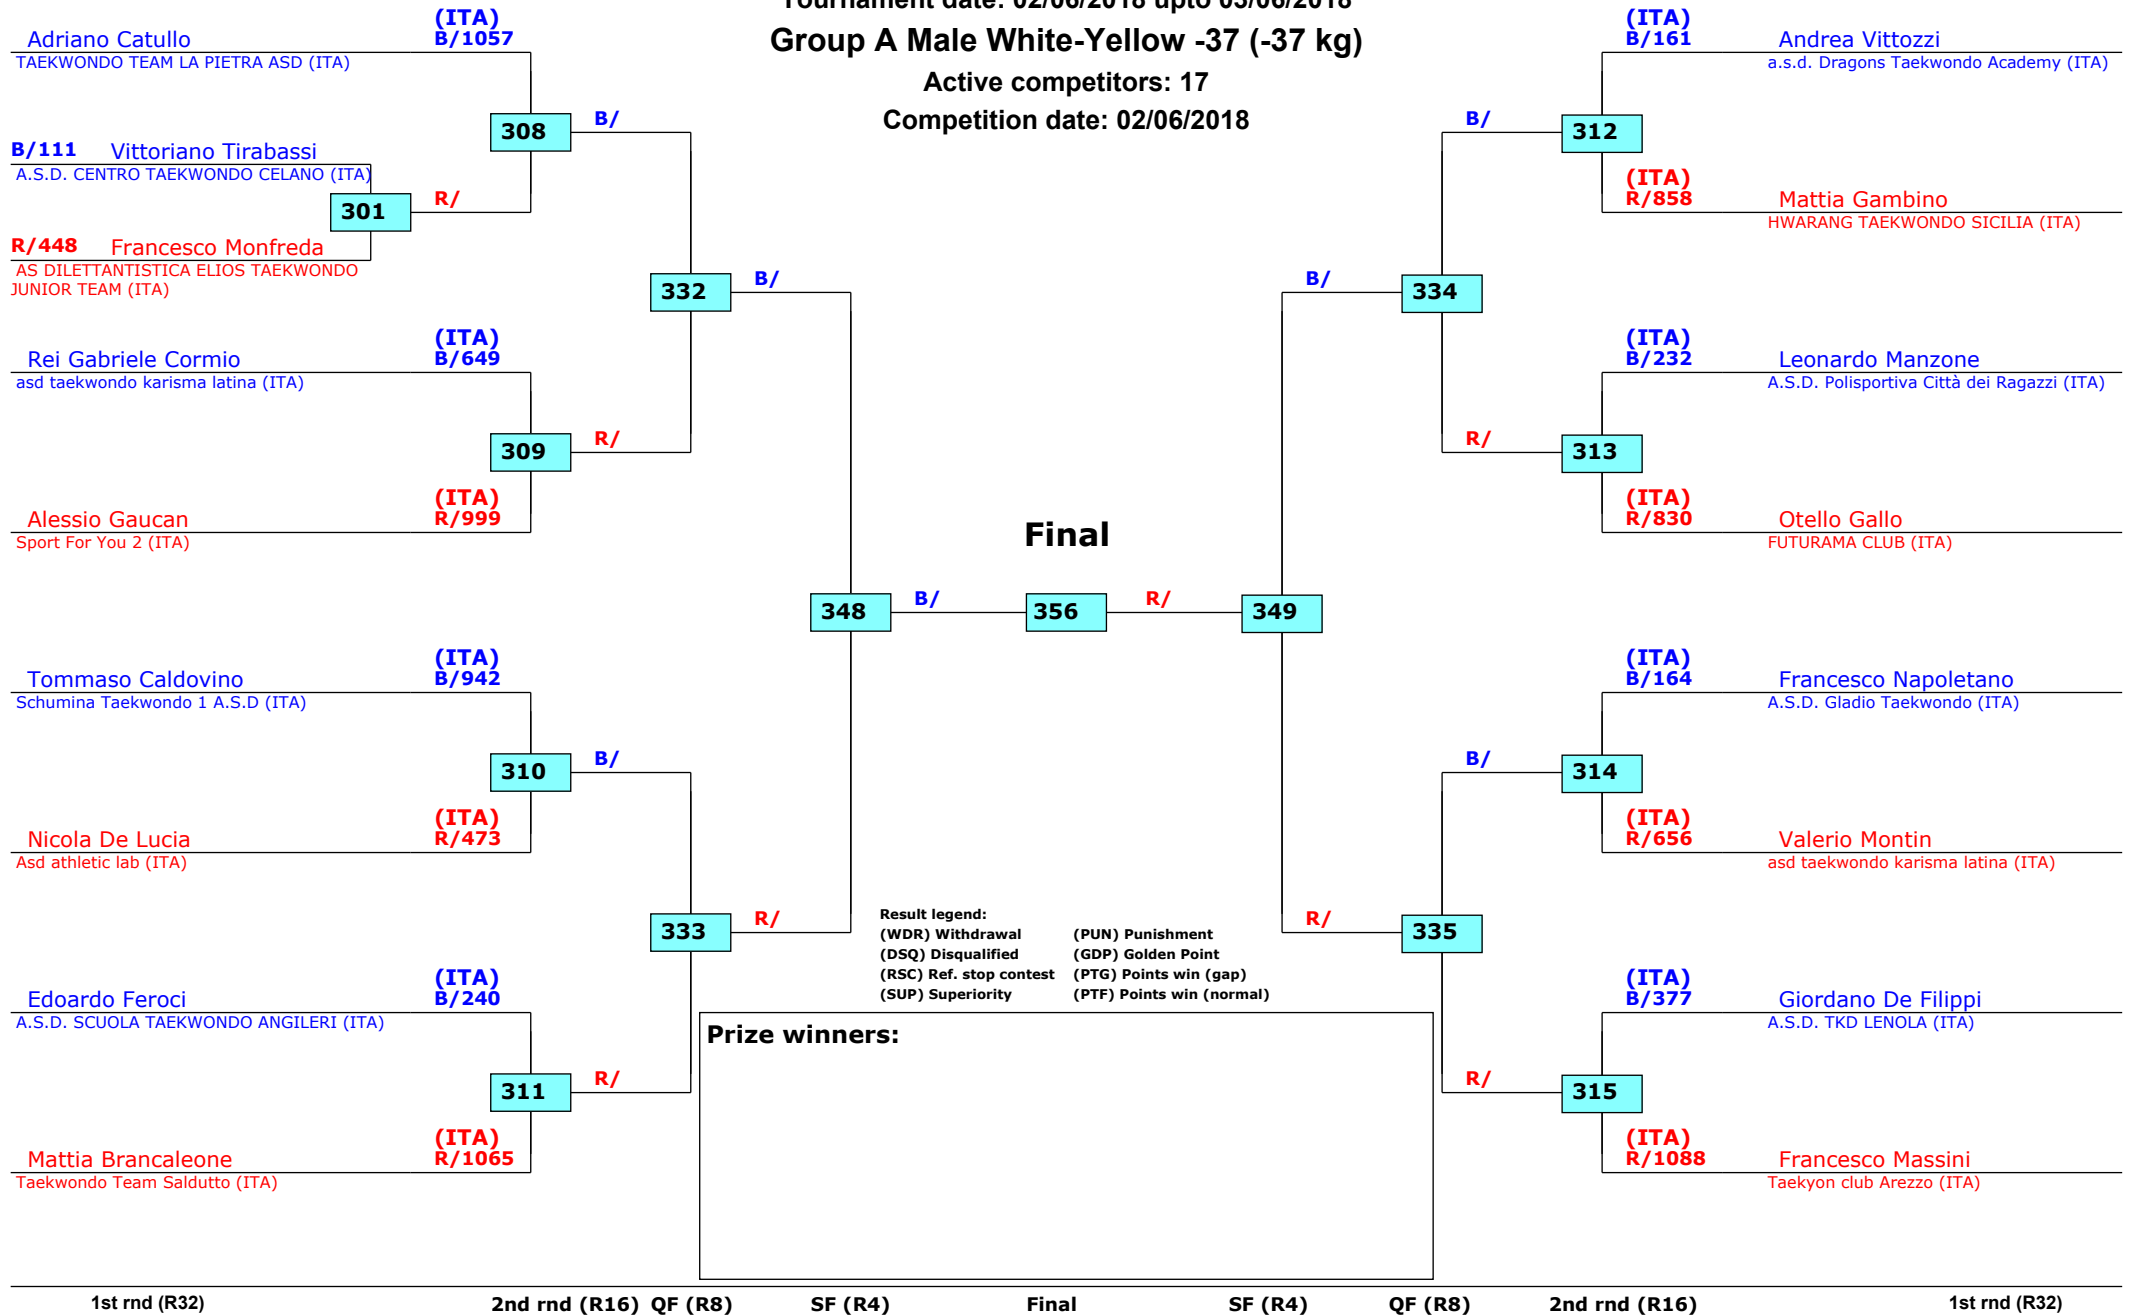 Tournament date: 02/06/2018 upto 03/06/2018
Group A Male White-Yellow -37 (-37 kg)
Active competitors: 17
Competition date: 02/06/2018
(ITA)
Adriano Catullo B/1057
TAEKWONDO TEAM LA PIETRA ASD (ITA)
308
B/
B/111 Vittoriano Tirabassi
A.S.D. CENTRO TAEKWONDO CELANO (ITA)
301
R/
R/448 Francesco Monfreda
AS DILETTANTISTICA ELIOS TAEKWONDO
JUNIOR TEAM (ITA)
332
B/
(ITA)
Rei Gabriele Cormio B/649
asd taekwondo karisma latina (ITA)
309
R/
(ITA)
Alessio Gaucan R/999
Sport For You 2 (ITA)
348
B/
(ITA)
Tommaso Caldovino B/942
Schumina Taekwondo 1 A.S.D (ITA)
310
B/
(ITA)
Nicola De Lucia R/473
Asd athletic lab (ITA)
333
R/
(ITA)
Edoardo Feroci B/240
A.S.D. SCUOLA TAEKWONDO ANGILERI (ITA)
311
R/
(ITA)
Mattia Brancaleone R/1065
Taekwondo Team Saldutto (ITA)
Final
356
R/
349
(ITA)
B/161 Andrea Vittozzi
a.s.d. Dragons Taekwondo Academy (ITA)
B/
312
(ITA)
R/858 Mattia Gambino
HWARANG TAEKWONDO SICILIA (ITA)
B/
334
(ITA)
B/232 Leonardo Manzone
A.S.D. Polisportiva Città dei Ragazzi (ITA)
R/
313
(ITA)
R/830 Otello Gallo
FUTURAMA CLUB (ITA)
(ITA)
B/164 Francesco Napoletano
A.S.D. Gladio Taekwondo (ITA)
B/
314
(ITA)
R/656 Valerio Montin
asd taekwondo karisma latina (ITA)
R/
335
(ITA)
B/377 Giordano De Filippi
A.S.D. TKD LENOLA (ITA)
R/
315
(ITA)
R/1088 Francesco Massini
Taekyon club Arezzo (ITA)
Result legend:
(WDR) Withdrawal (PUN) Punishment
(DSQ) Disqualified (GDP) Golden Point
(RSC) Ref. stop contest (PTG) Points win (gap)
(SUP) Superiority (PTF) Points win (normal)
Prize winners:
1st rnd (R32) 2nd rnd (R16) QF (R8) SF (R4) Final SF (R4) QF (R8) 2nd rnd (R16) 1st rnd (R32)